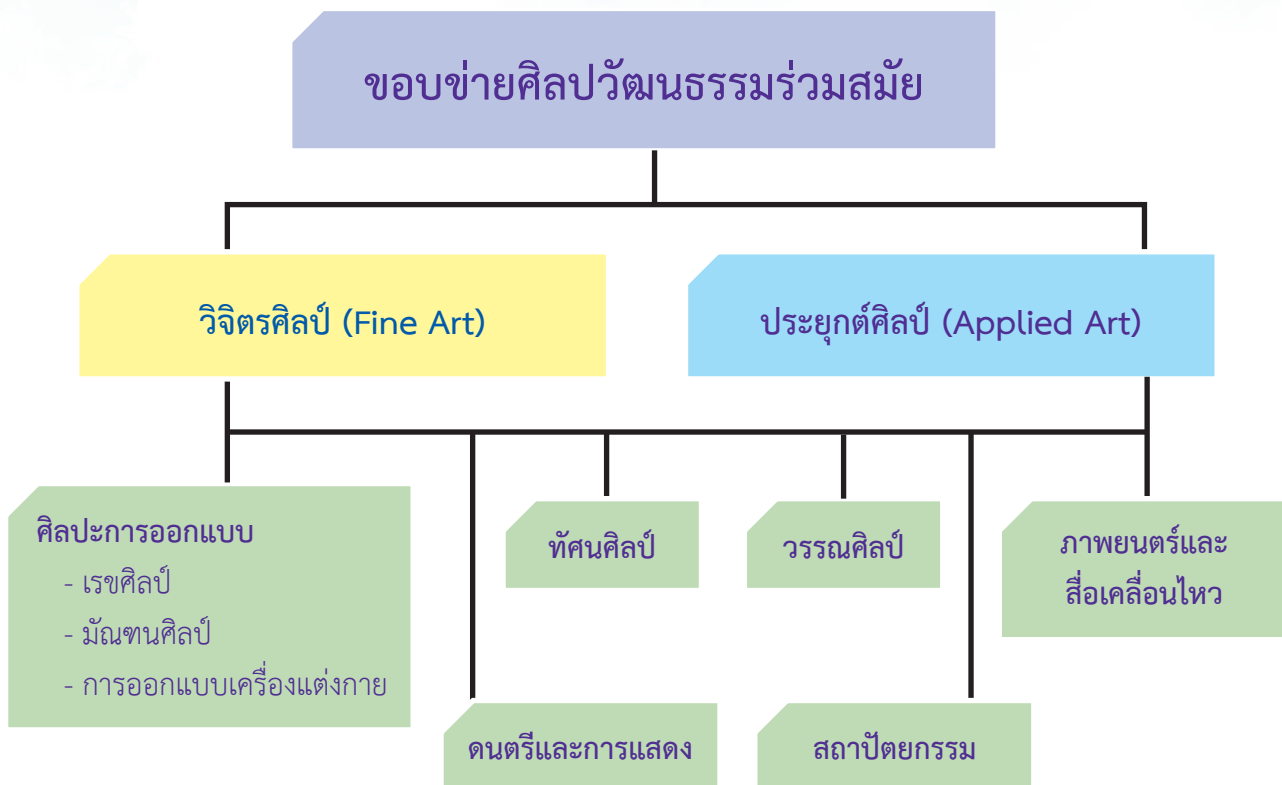 ขอบข่ายศิลปวัฒนธรรมร่วมสมัย
วิจิตรศิลป์ (Fine Art)
ประยุกต์ศิลป์ (Applied Art)
ศิลปะการออกแบบ
- เรขศิลป์
- มัณฑนศิลป์
- การออกแบบเครื่องแต่งกาย
ทัศนศิลป์
วรรณศิลป์
ภาพยนตร์และ
สื่อเคลื่อนไหว
ดนตรีและการแสดง
สถาปัตยกรรม